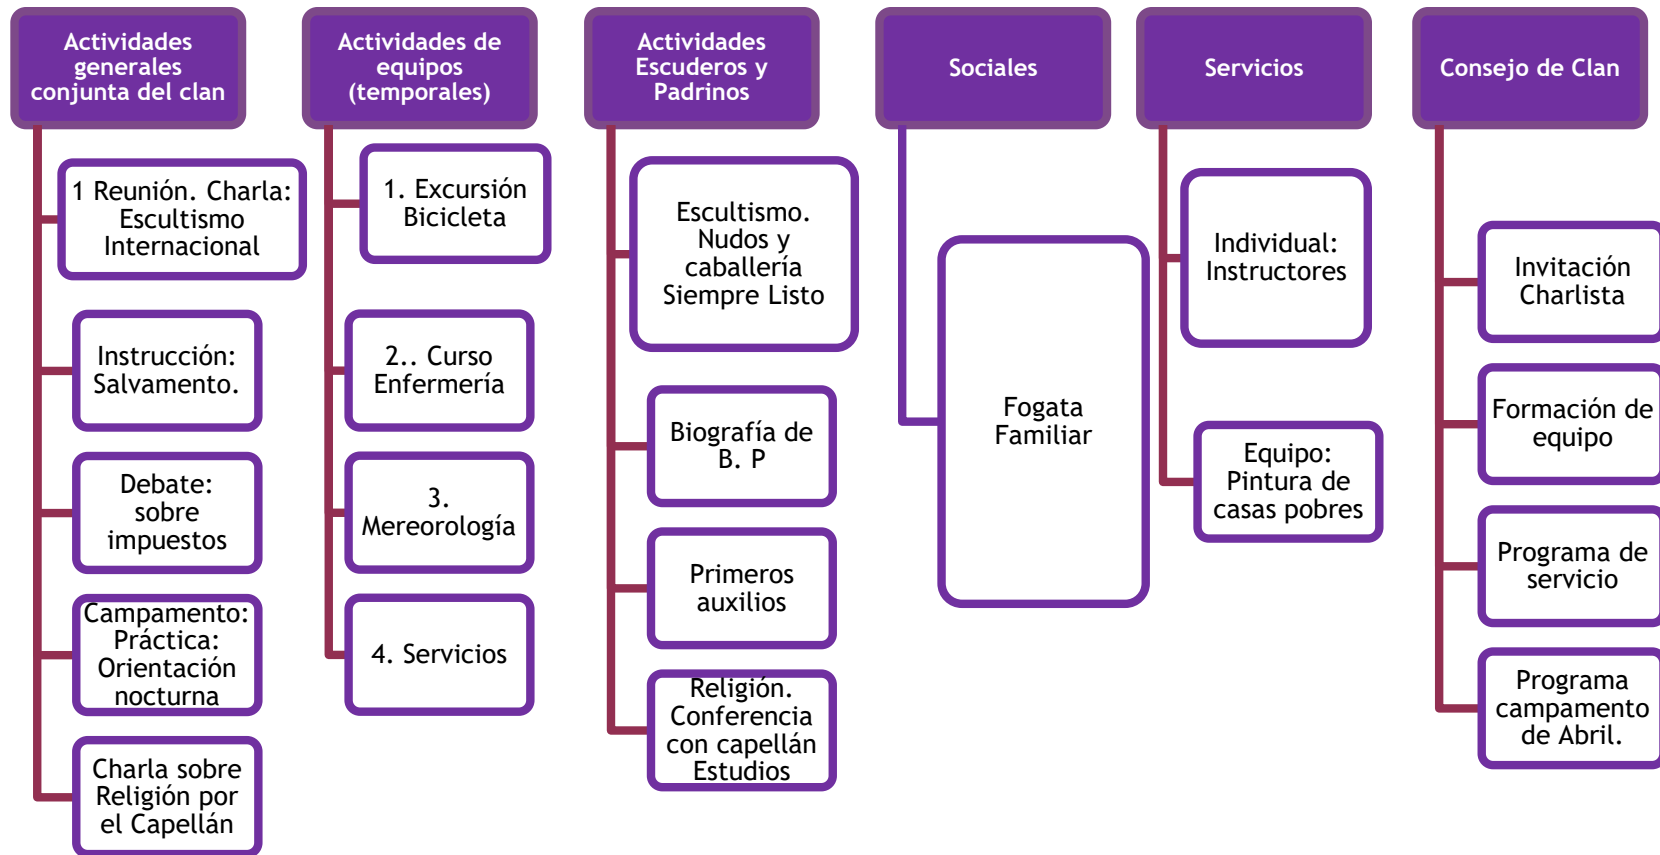 Actividades
generales
conjunta del clan
1 Reunión. Charla:
Escultismo
Internacional
Instrucción:
Salvamento.
Debate:
sobre
impuestos
Campamento:
Práctica:
Orientación
nocturna
Charla sobre
Religión por
el Capellán
Actividades de
equipos
(temporales)
1. Excursión
Bicicleta
2.. Curso
Enfermería
3.
Mereorología
4. Servicios
Actividades
Escuderos y
Padrinos
Escultismo.
Nudos y
caballería
Siempre Listo
Biografía de
B. P
Primeros
auxilios
Religión.
Conferencia
con capellán
Estudios
Sociales
Fogata
Familiar
Servicios
Individual:
Instructores
Equipo:
Pintura de
casas pobres
Consejo de Clan
Invitación
Charlista
Formación de
equipo
Programa de
servicio
Programa
campamento
de Abril.